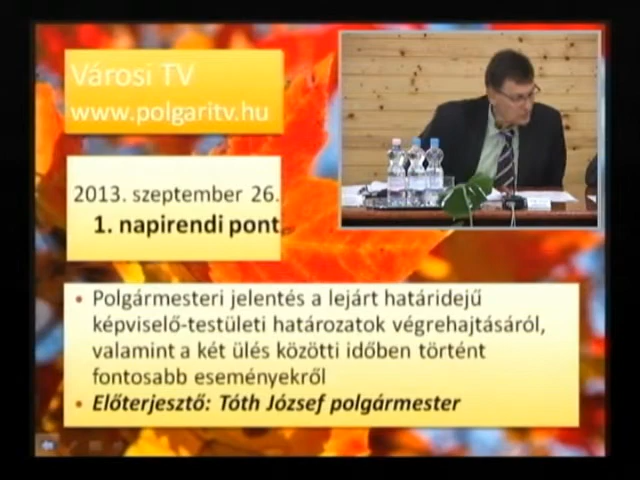 Városi TV
www.polgaritv.hu
2013. szeptember 26.
1. napirendi pont
• Polgármesteri jelentés a lejárt határidejű
képviselő-testületi határozatok végrehajtásáról,
valamint a két ülés közötti időben történt
fontosabb eseményekről
• Előterjesztő: Tóth József polgármester